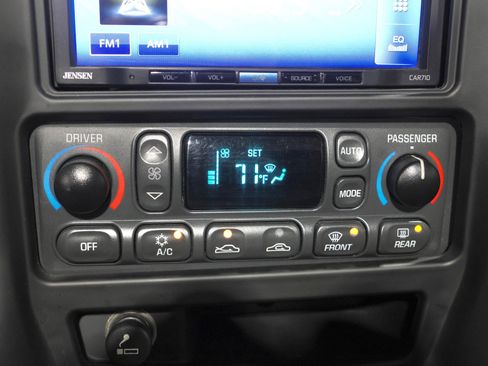 FM1 AM1 EQ
JENSEN VOL- VOL+ SOURCE VOICE CAR710
DRIVER PASSENGER
SET AUTO
71°F
MODE
OFF A/C FRONT REAR